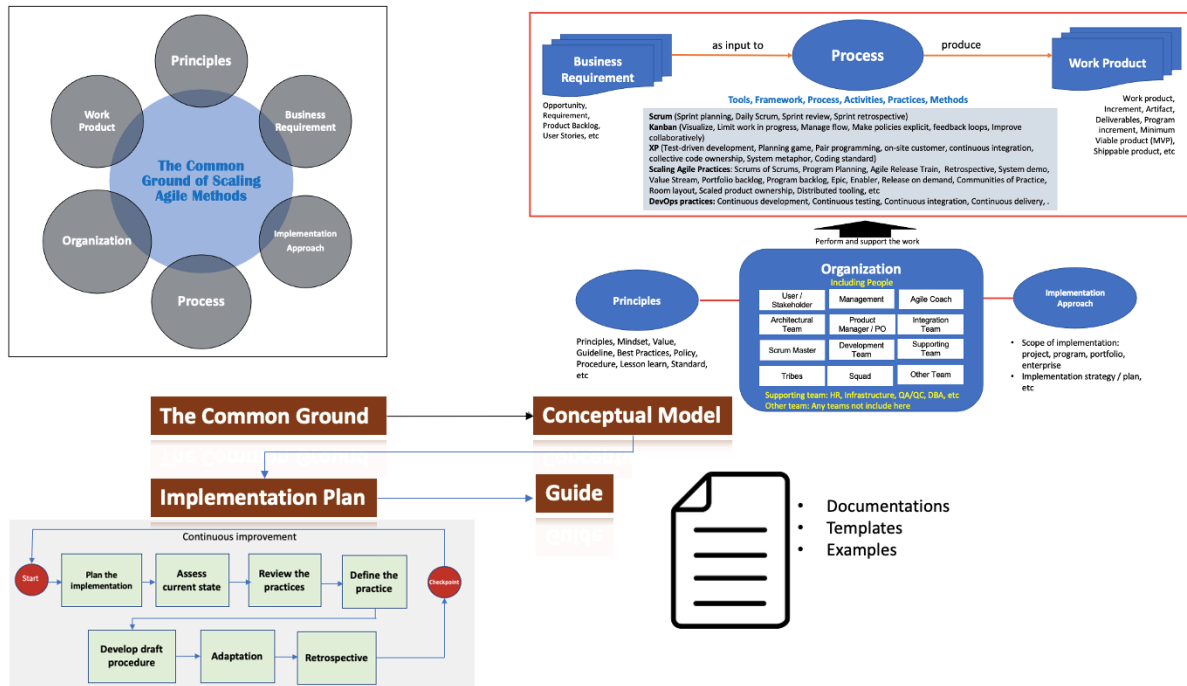 Principles
Work
Product
Business
Requirement
The Common
Ground of Scaling
Agile Methods
Organization
Implementation
Approach
Process
Business
Requirement
as input to
Process
produce
Work Product
Opportunity,
Requirement,
Product Backlog,
User Stories, etc
Tools, Framework, Process, Activities, Practices, Methods
Scrum (Sprint planning, Daily Scrum, Sprint review, Sprint retrospective)
Kanban (Visualize, Limit work in progress, Manage flow, Make policies explicit, feedback loops, Improve
collaboratively)
XP (Test-driven development, Planning game, Pair programming, on-site customer, continuous integration,
collective code ownership, System metaphor, Coding standard)
Scaling Agile Practices: Scrums of Scrums, Program Planning, Agile Release Train, Retrospective, System demo,
Value Stream, Portfolio backlog, Program backlog, Epic, Enabler, Release on demand, Communities of Practice,
Room layout, Scaled product ownership, Distributed tooling, etc
DevOps practices: Continuous development, Continuous testing, Continuous integration, Continuous delivery, .
Work product,
Increment, Artifact,
Deliverables, Program
increment, Minimum
Viable product (MVP),
Shippable product, etc
Perform and support the work
Organization
Including People
User /
Stakeholder
Management
Agile Coach
Architectural
Team
Product
Manager / PO
Integration
Team
Scrum Master
Development
Team
Supporting
Team
Tribes
Squad
Other Team
Supporting team: HR, Infrastructure, QA/QC, DBA, etc
Other team: Any teams not include here
Principles
Principles, Mindset, Value,
Guideline, Best Practices, Policy,
Procedure, Lesson learn, Standard,
etc
Implementation
Approach
• Scope of implementation:
project, program, portfolio,
enterprise
• Implementation strategy / plan,
etc
The Common Ground
Conceptual Model
Implementation Plan
Guide
• Documentations
• Templates
• Examples
Continuous improvement
Start
Plan the
implementation
Assess
current state
Review the
practices
Define the
practice
Checkpoint
Develop draft
procedure
Adaptation
Retrospective